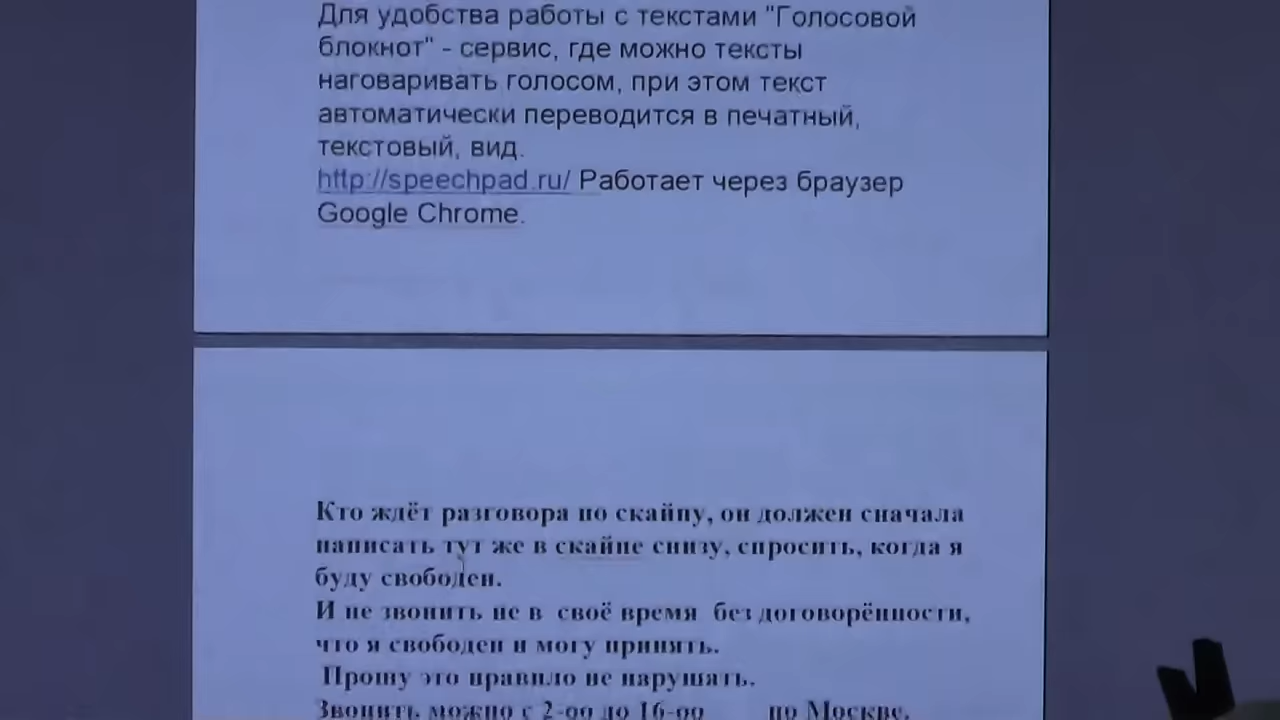 Для удобства работы с текстами "Голосовой
блокнот" - сервис, где можно тексты
наговаривать голосом, при этом текст
автоматически переводится в печатный,
текстовый, вид.
http://speechpad.ru/ Работает через браузер
Google Chrome.
Кто ждёт разговора по скайпу, он должен сначала
написать тут же в скайпе снизу, спросить, когда я
буду свободен.
И не звонить не в своё время без договорённости,
что я свободен и могу принять.
Прошу это правило не нарушать.
Звонить можно с 2-00 до 16-00 по Москве.